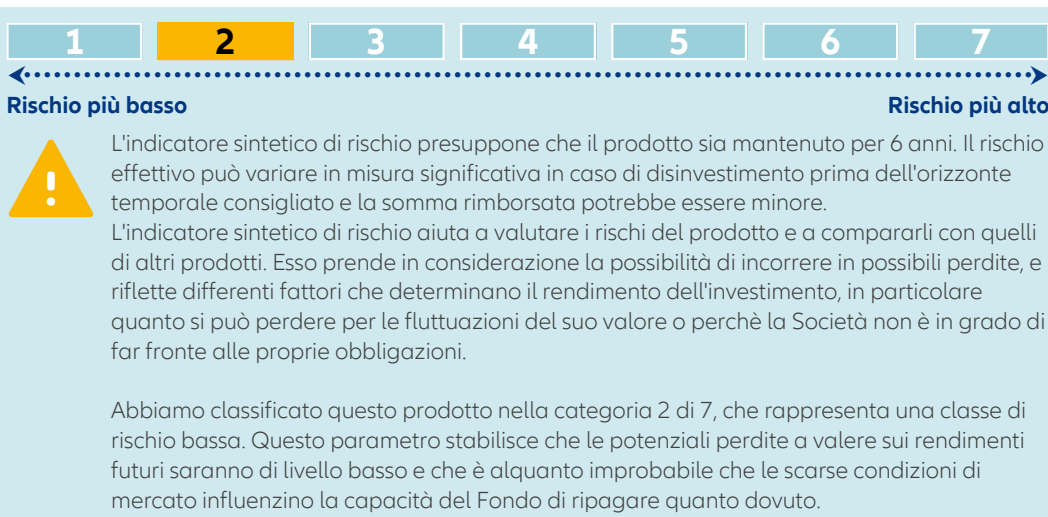 1 2 3 4 5 6 7
Rischio più basso Rischio più alto
L'indicatore sintetico di rischio presuppone che il prodotto sia mantenuto per 6 anni. Il rischio
effettivo può variare in misura significativa in caso di disinvestimento prima dell'orizzonte
temporale consigliato e la somma rimborsata potrebbe essere minore.
L'indicatore sintetico di rischio aiuta a valutare i rischi del prodotto e a compararli con quelli
di altri prodotti. Esso prende in considerazione la possibilità di incorrere in possibili perdite, e
riflette differenti fattori che determinano il rendimento dell'investimento, in particolare
quanto si può perdere per le fluttuazioni del suo valore o perchè la Società non è in grado di
far fronte alle proprie obbligazioni.
Abbiamo classificato questo prodotto nella categoria 2 di 7, che rappresenta una classe di
rischio bassa. Questo parametro stabilisce che le potenziali perdite a valere sui rendimenti
futuri saranno di livello basso e che è alquanto improbabile che le scarse condizioni di
mercato influenzino la capacità del Fondo di ripagare quanto dovuto.